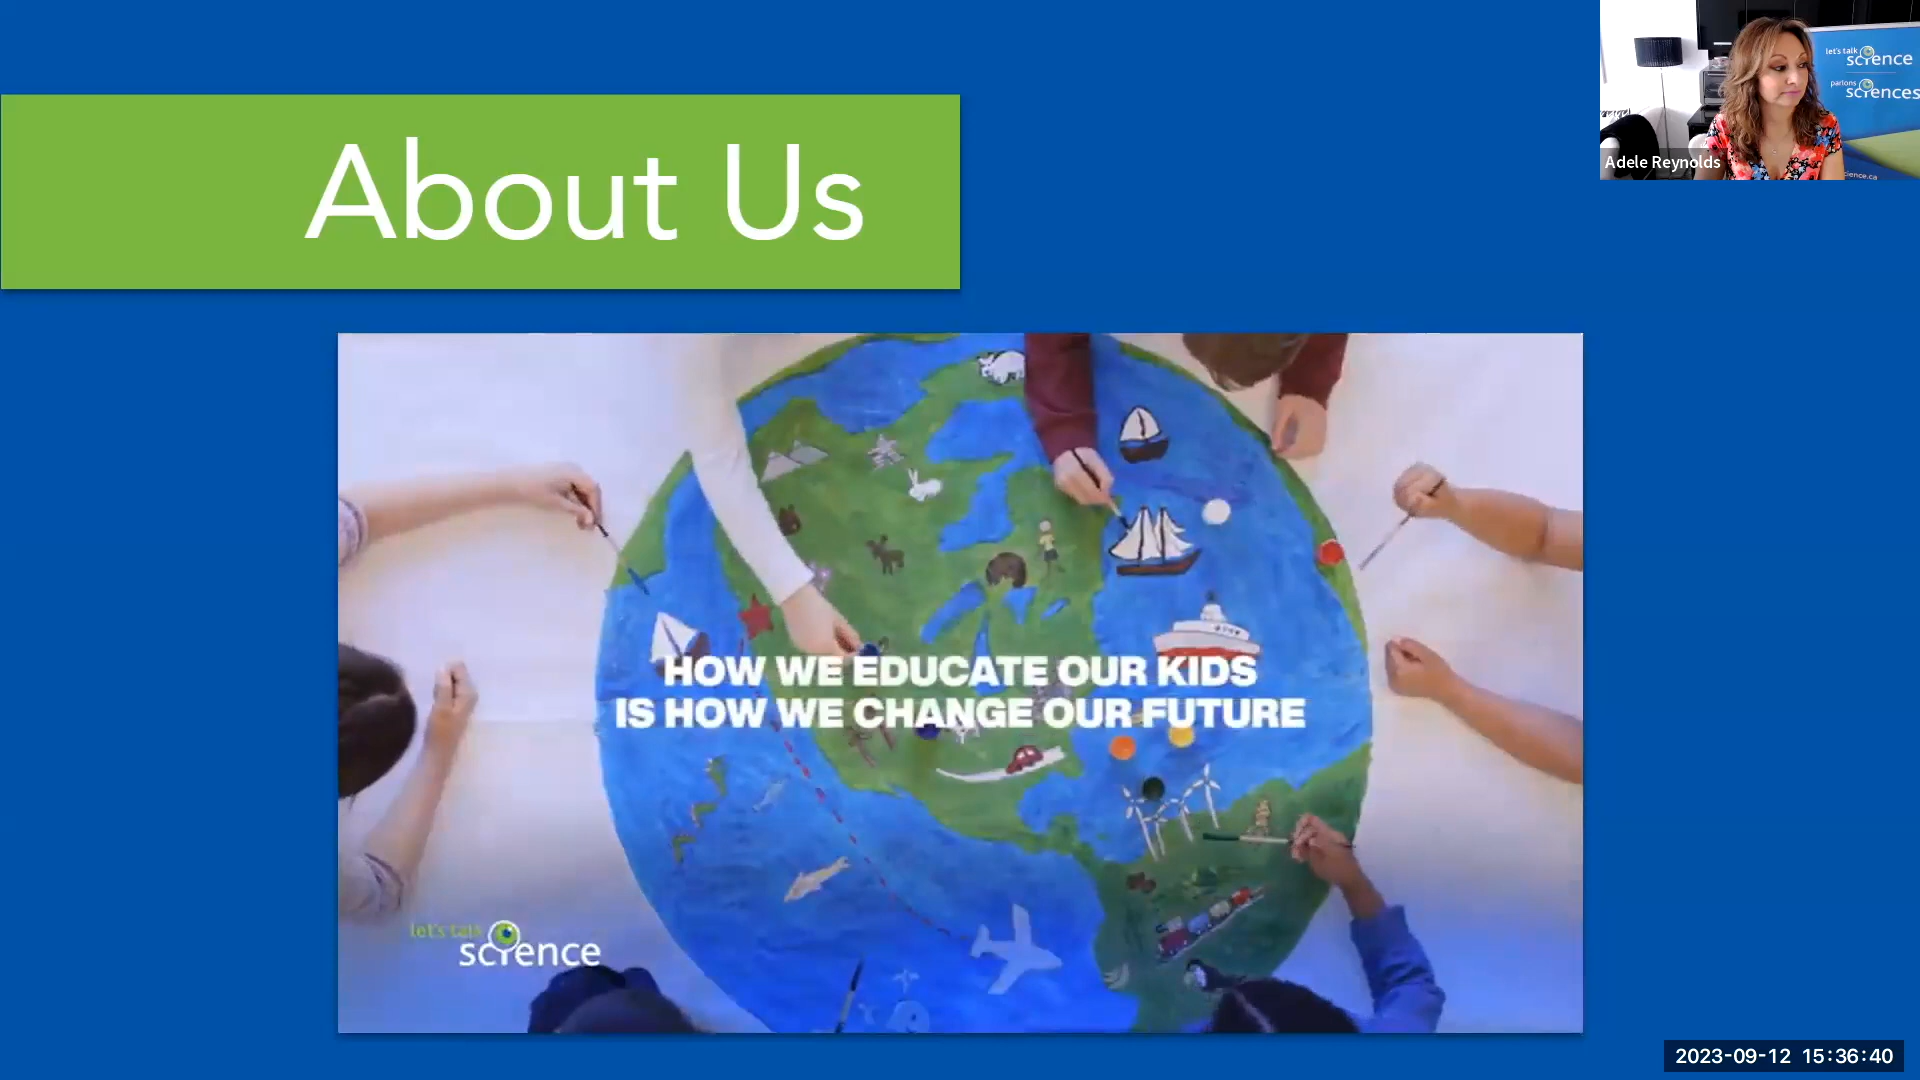 About Us
let's talk
science
parlons
sciences
Adele Reynolds
HOW WE EDUCATE OUR KIDS
IS HOW WE CHANGE OUR FUTURE
let's talk
science
2023-09-12 15:36:40